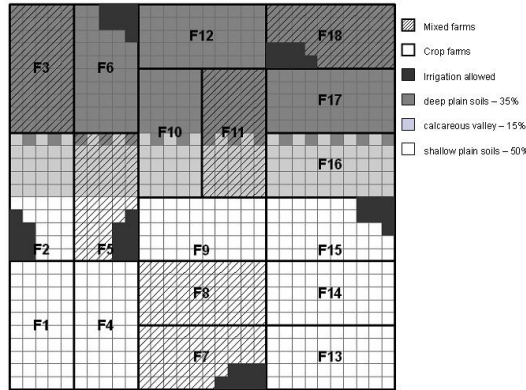 F3
F6
F12
F18
F10
F11
F17
F16
F2
F5
F9
F15
F1
F4
F8
F14
F7
F13
Mixed farms
Crop farms
Irrigation allowed
deep plain soils – 35%
calcareous valley – 15%
shallow plain soils – 50%